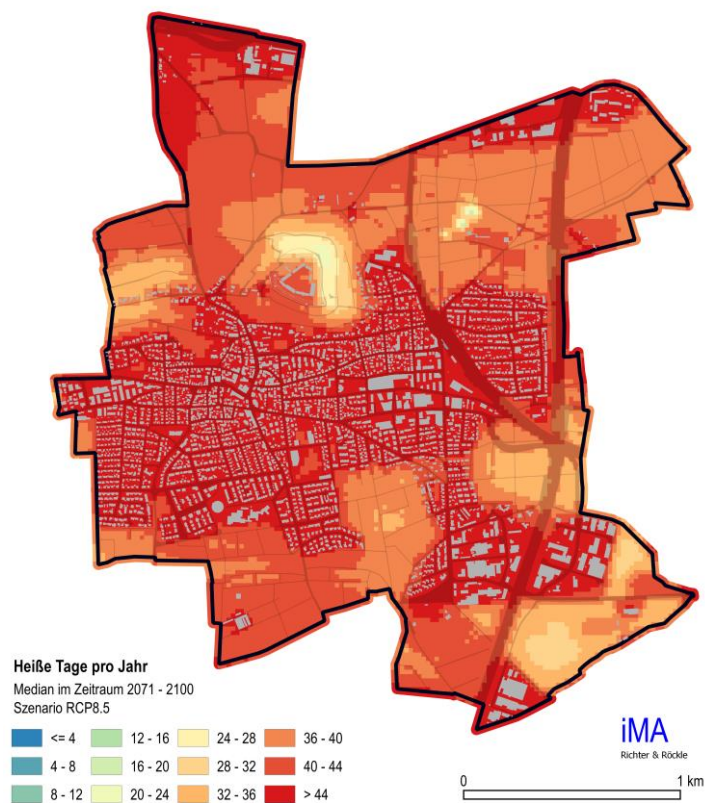 Heiße Tage pro Jahr
Median im Zeitraum 2071 - 2100
Szenario RCP8.5
<= 4 12 - 16 24 - 28 36 - 40
4 - 8 16 - 20 28 - 32 40 - 44
8 - 12 20 - 24 32 - 36 > 44
iMA
Richter & Röckle
0 1 km